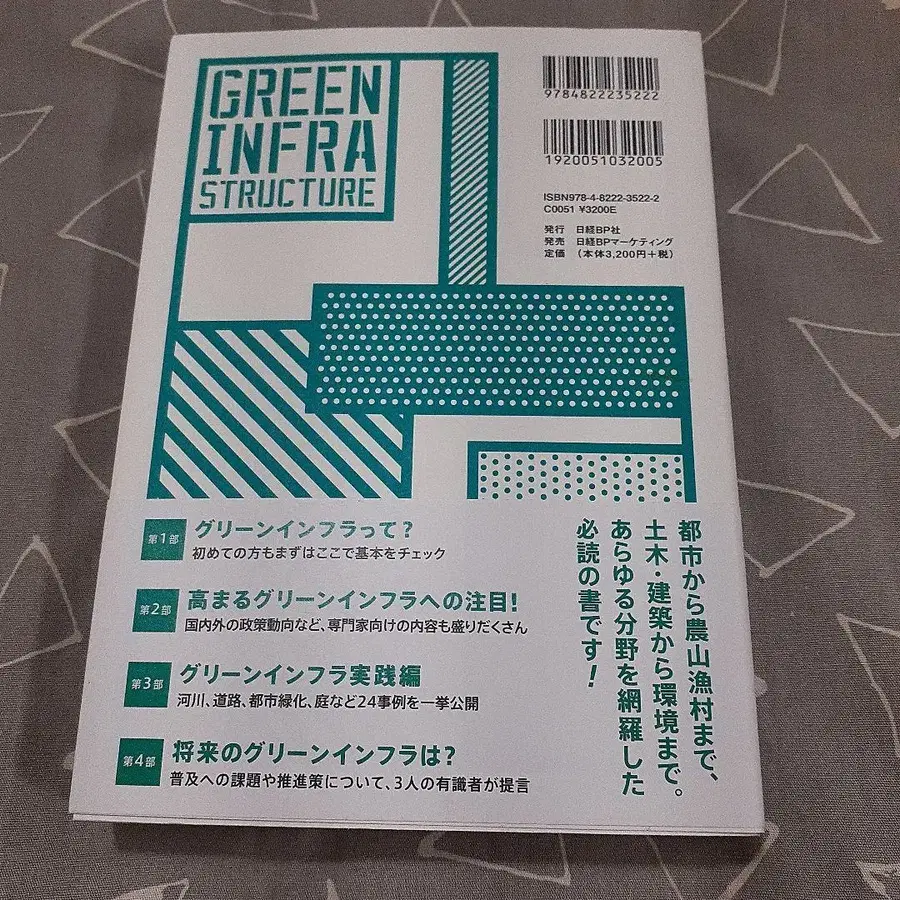 GREEN
INFRA
STRUCTURE
9784822235222
1920051032005
ISBN978-4-8222-3522-2
C0051 ¥3200E
発行 日経BP社
発売 日経BPマーケティング
定価 （本体3,200円＋税）
第1部
グリーンインフラって？
初めての方もまずはここで基本をチェック
第2部
高まるグリーンインフラへの注目！
国内外の政策動向など、専門家向けの内容も盛りだくさん
第3部
グリーンインフラ実践編
河川、道路、都市緑化、庭など24事例を一挙公開
第4部
将来のグリーンインフラは？
普及への課題や推進策について、3人の有識者が提言
都市から農山漁村まで、
土木・建築から環境まで。
あらゆる分野を網羅した
必読の書です！